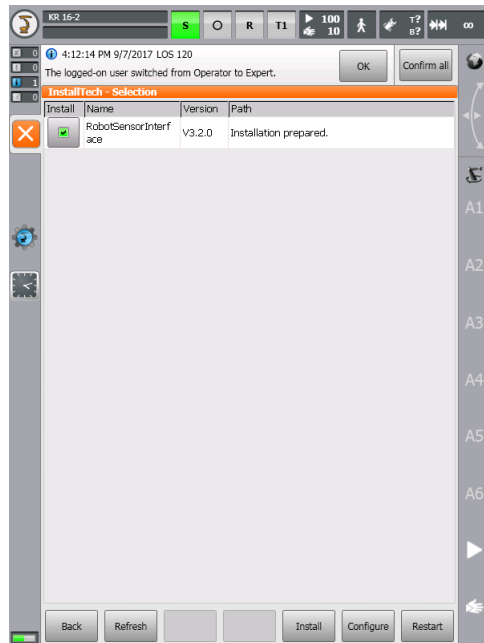 KR 16-2
S O R T1 100 10 T? B? ∞
0
0
1
0
4:12:14 PM 9/7/2017 LOS 120
The logged-on user switched from Operator to Expert.
OK
Confirm all
InstallTech - Selection
Install Name Version Path
RobotSensorInterf
ace
V3.2.0 Installation prepared.
A1
A2
A3
A4
A5
A6
Back Refresh Install Configure Restart